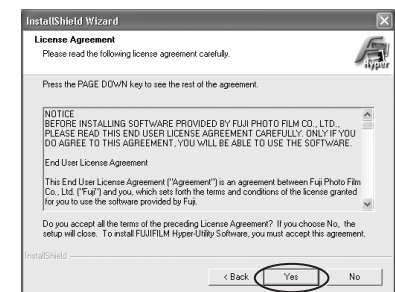 InstallShield Wizard
License Agreement
Please read the following license agreement carefully.
Hyper
Press the PAGE DOWN key to see the rest of the agreement.
NOTICE
BEFORE INSTALLING SOFTWARE PROVIDED BY FUJI PHOTO FILM CO., LTD.,
PLEASE READ THIS END USER LICENSE AGREEMENT CAREFULLY. ONLY IF YOU
DO AGREE TO THIS AGREEMENT, YOU WILL BE ABLE TO USE THE SOFTWARE.
End User License Agreement
This End User License Agreement ("Agreement") is an agreement between Fuji Photo Film
Co., Ltd. ("Fuji") and you, which sets forth the terms and conditions of the license granted
for you to use the software provided by Fuji.
Do you accept all the terms of the preceding License Agreement? If you choose No, the
setup will close. To install FUJIFILM Hyper-Utility Software, you must accept this agreement.
InstallShield
< Back
Yes
No